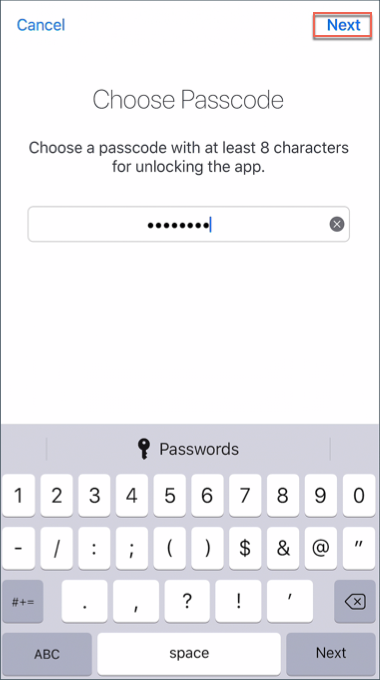 Cancel Next
Choose Passcode
Choose a passcode with at least 8 characters
for unlocking the app.
••••••••
Passwords
1 2 3 4 5 6 7 8 9 0
- / : ; ( ) $ & @ "
#+= . , ? ! '
ABC space Next